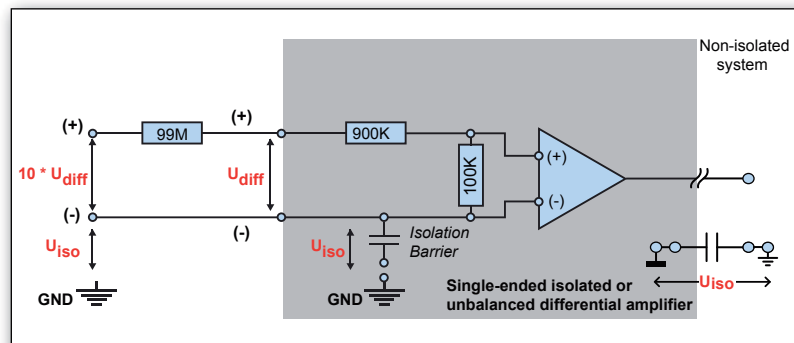 Non-isolated
system
(+)
99M
(+)
900K
100K
(+)
(-)
10 * Udiff
Udiff
(-)
(-)
Uiso
Uiso
Isolation
Barrier
GND
GND
Single-ended isolated or
unbalanced differential amplifier
Uiso